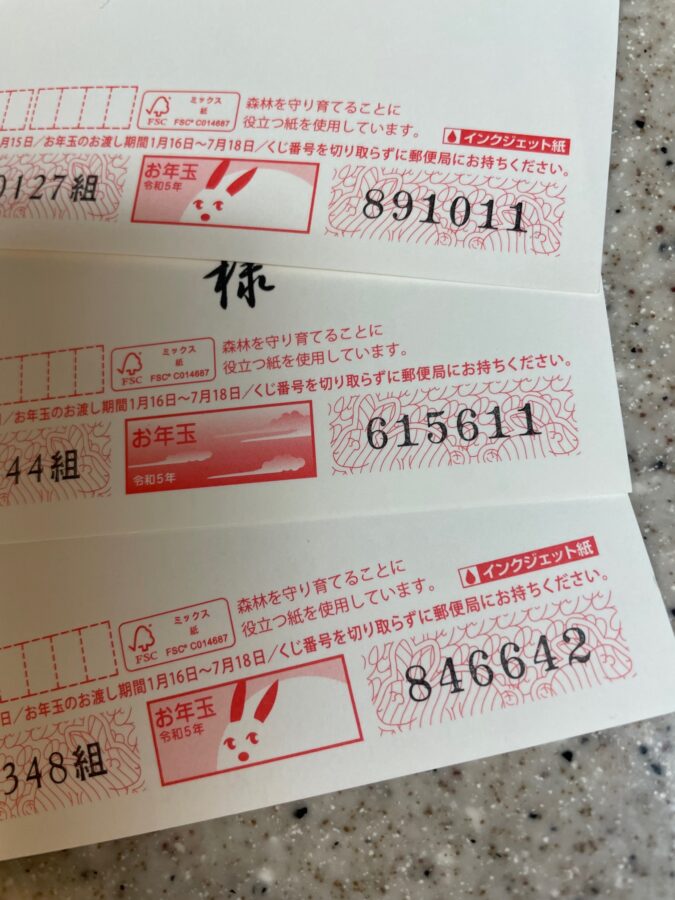 ミックス
紙
FSC
FSC® C014687
森林を守り育てることに
役立つ紙を使用しています。
インクジェット紙
月15日/お年玉のお渡し期間1月16日〜7月18日/くじ番号を切り取らずに郵便局にお持ちください。
0127組
お年玉
令和5年
891011
様
ミックス
紙
FSC
FSC® C014687
森林を守り育てることに
役立つ紙を使用しています。
/お年玉のお渡し期間1月16日〜7月18日/くじ番号を切り取らずに郵便局にお持ちください。
44組
お年玉
令和5年
615611
ミックス
紙
FSC
FSC® C014687
森林を守り育てることに
役立つ紙を使用しています。
インクジェット紙
日/お年玉のお渡し期間1月16日〜7月18日/くじ番号を切り取らずに郵便局にお持ちください。
348組
お年玉
令和5年
846642